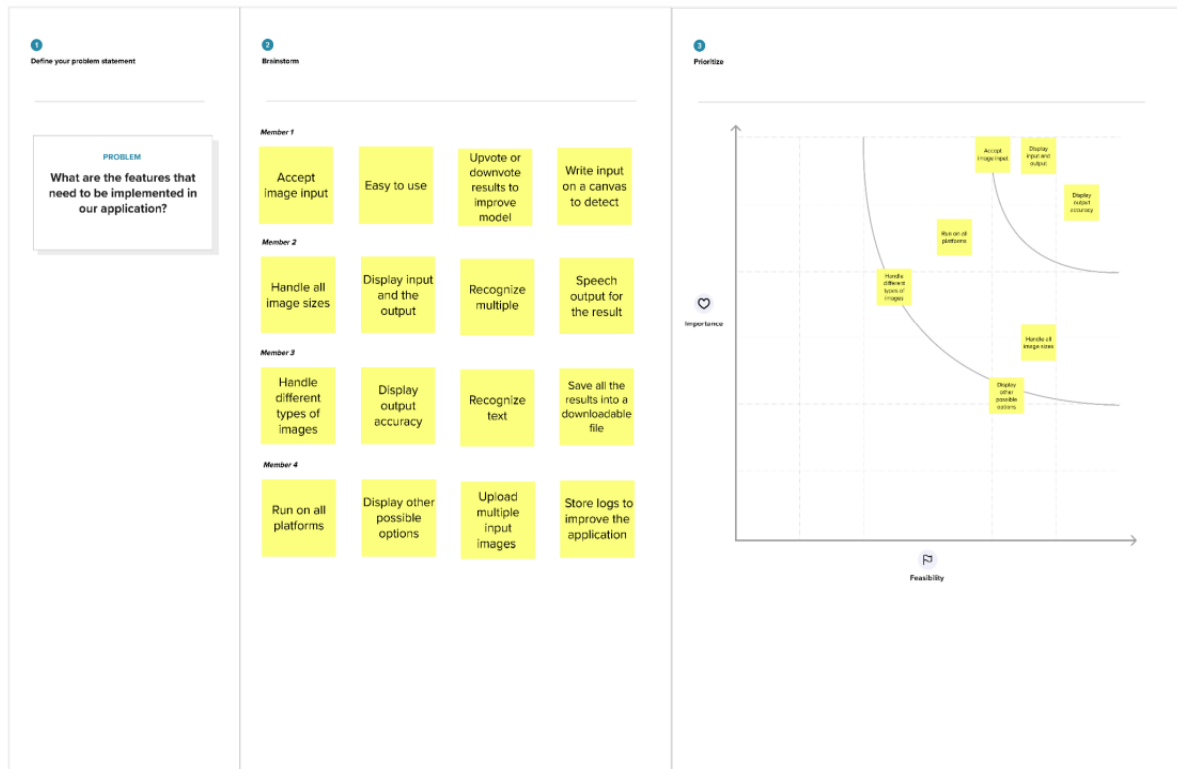 1
Define your problem statement
PROBLEM
What are the features that
need to be implemented in
our application?
2
Brainstorm
Member 1
Accept
image input
Easy to use
Upvote or
downvote
results to
improve
model
Write input
on a canvas
to detect
Member 2
Handle all
image sizes
Display input
and the
output
Recognize
multiple
Speech
output for
the result
Member 3
Handle
different
types of
images
Display
output
accuracy
Recognize
text
Save all the
results into a
downloadable
file
Member 4
Run on all
platforms
Display other
possible
options
Upload
multiple
input
images
Store logs to
improve the
application
3
Prioritize
Accept
image input
Display
input and
output
Display
output
accuracy
Run on all
platforms
Handle
different
types of
images
Importance
Handle all
image sizes
Display
other
possible
options
Feasibility